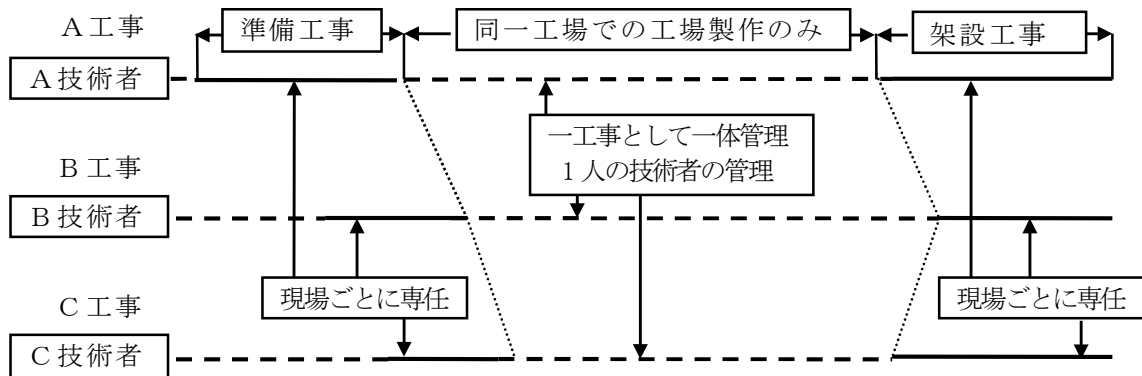 A工事
準備工事
同一工場での工場製作のみ
架設工事
A技術者
一工事として一体管理
1人の技術者の管理
B工事
B技術者
現場ごとに専任
現場ごとに専任
C工事
C技術者